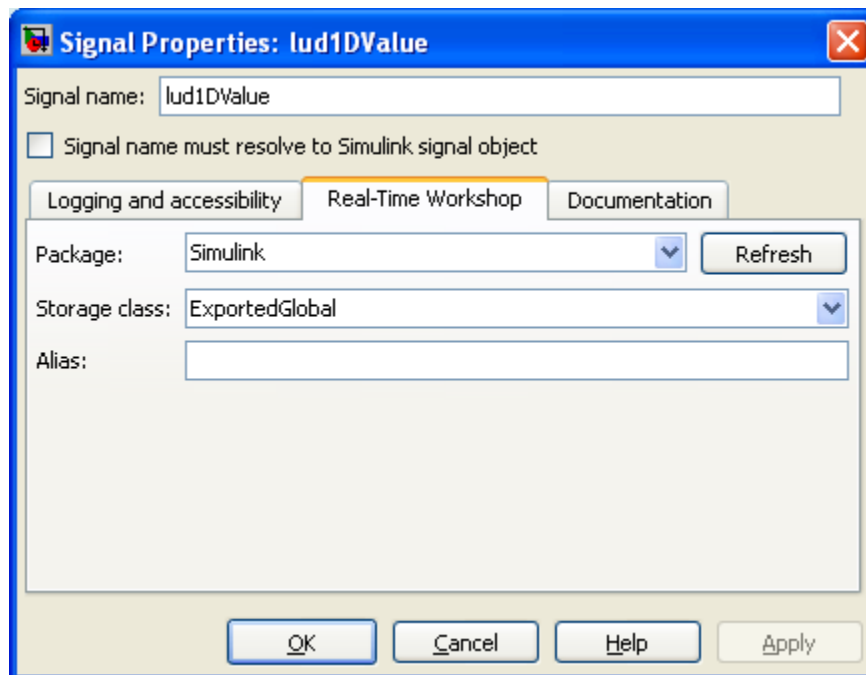 Signal Properties: lud1DValue
Signal name: lud1DValue
Signal name must resolve to Simulink signal object
Logging and accessibility Real-Time Workshop Documentation
Package: Simulink Refresh
Storage class: ExportedGlobal
Alias:
OK Cancel Help Apply